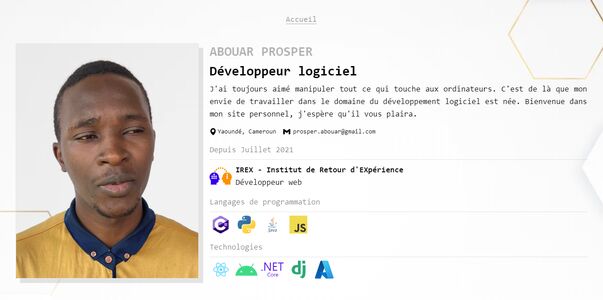 Accueil
ABOUAR PROSPER
Développeur logiciel
J'ai toujours aimé manipuler tout ce qui touche aux ordinateurs. C'est de là que mon
envie de travailler dans le domaine du développement logiciel est née. Bienvenue dans
mon site personnel, j'espère qu'il vous plaira.
Yaoundé, Cameroun prosper.abouar@gmail.com
Depuis Juillet 2021
IREX - Institut de Retour d'EXpérience
Développeur web
Langages de programmation
C# Java JS
Technologies
.NET
Core
dj